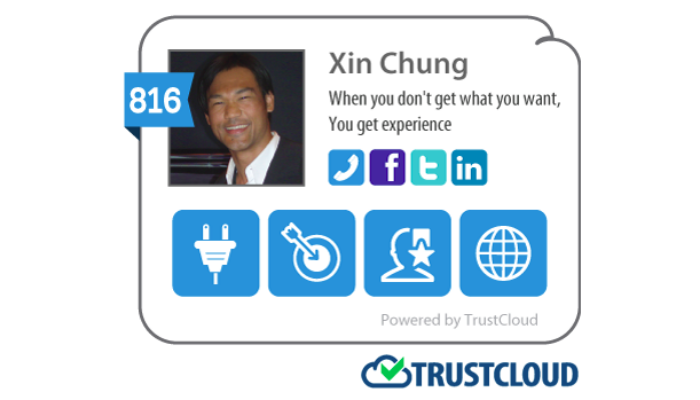 816
Xin Chung
When you don't get what you want,
You get experience
Powered by TrustCloud
TRUSTCLOUD